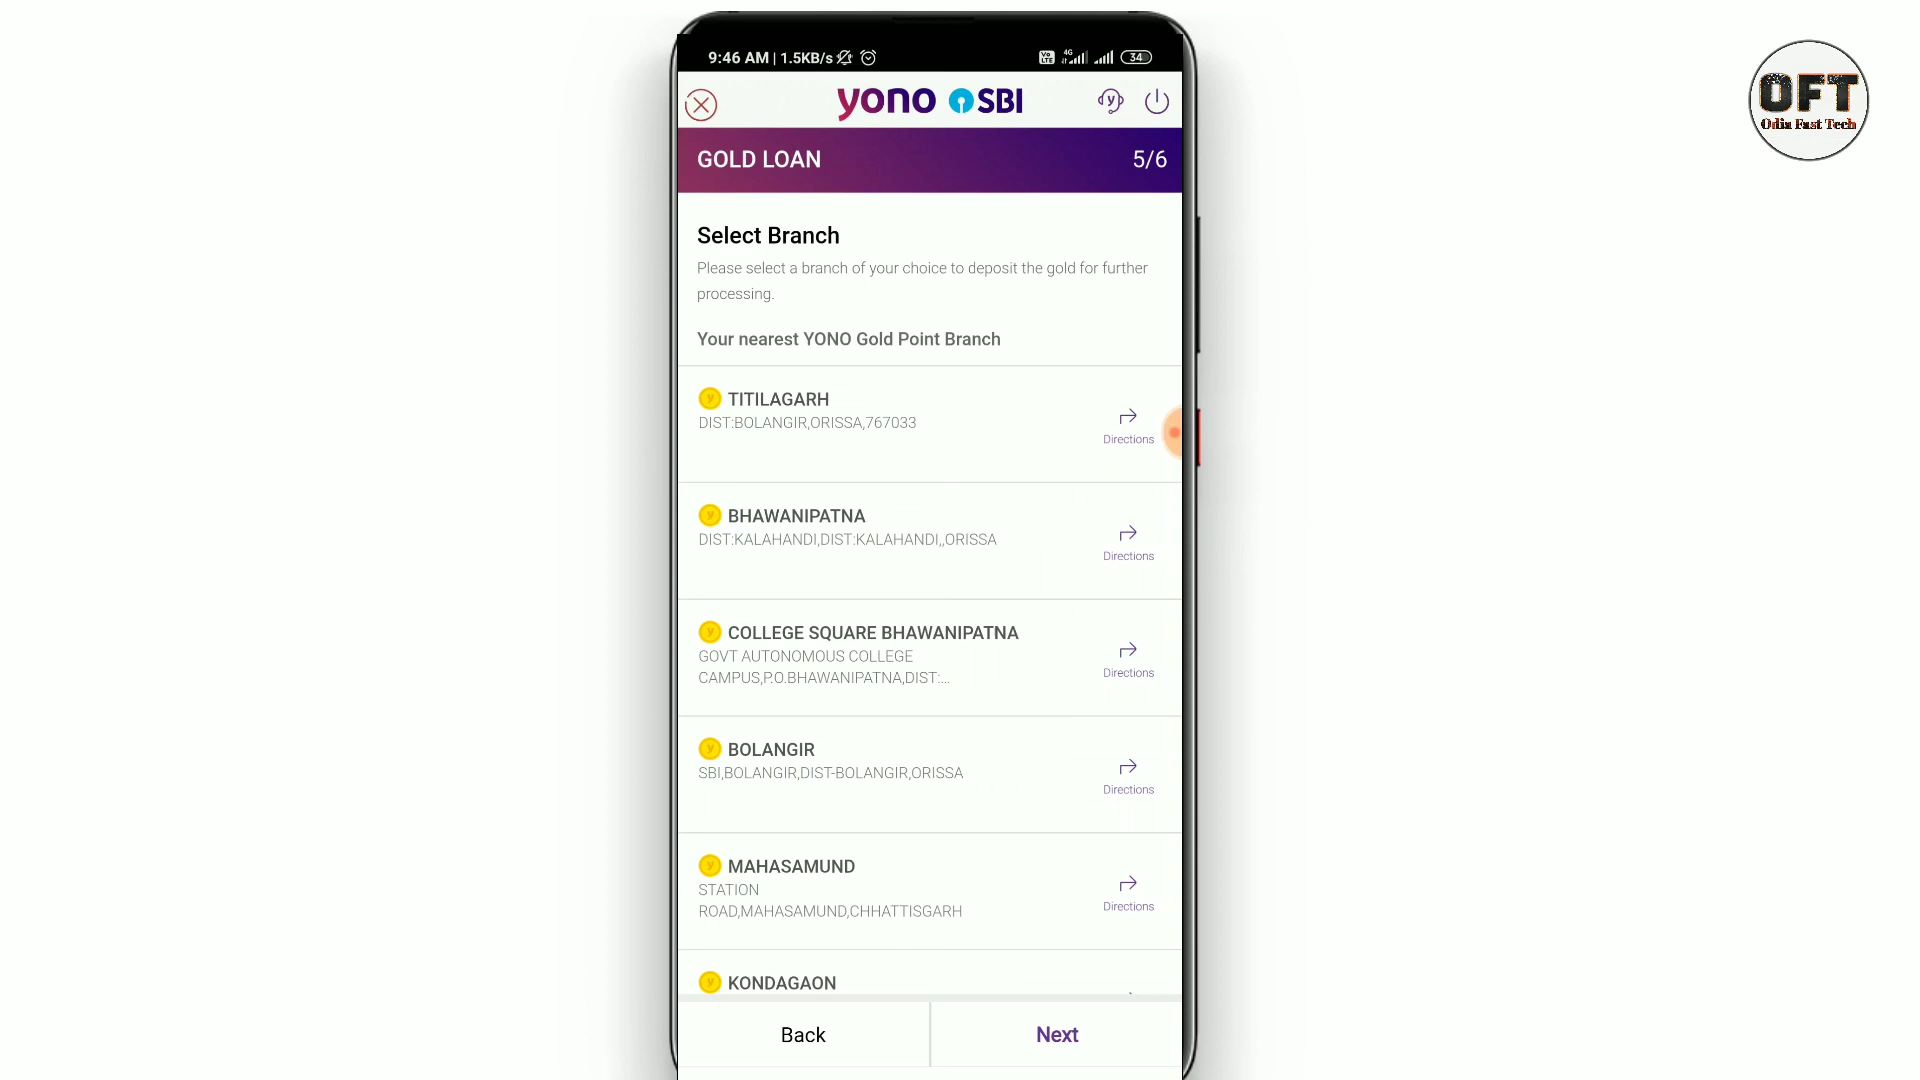 9:46 AM | 1.5KB/s
Vo LTE 4G 34
yono SBI
y
OFT
Odia Fast Tech
GOLD LOAN 5/6
Select Branch
Please select a branch of your choice to deposit the gold for further
processing.
Your nearest YONO Gold Point Branch
y TITILAGARH
DIST:BOLANGIR,ORISSA,767033
Directions
y BHAWANIPATNA
DIST:KALAHANDI,DIST:KALAHANDI,,ORISSA
Directions
y COLLEGE SQUARE BHAWANIPATNA
GOVT AUTONOMOUS COLLEGE
CAMPUS,P.O.BHAWANIPATNA,DIST:...
Directions
y BOLANGIR
SBI,BOLANGIR,DIST-BOLANGIR,ORISSA
Directions
y MAHASAMUND
STATION
ROAD,MAHASAMUND,CHHATTISGARH
Directions
y KONDAGAON
Back Next